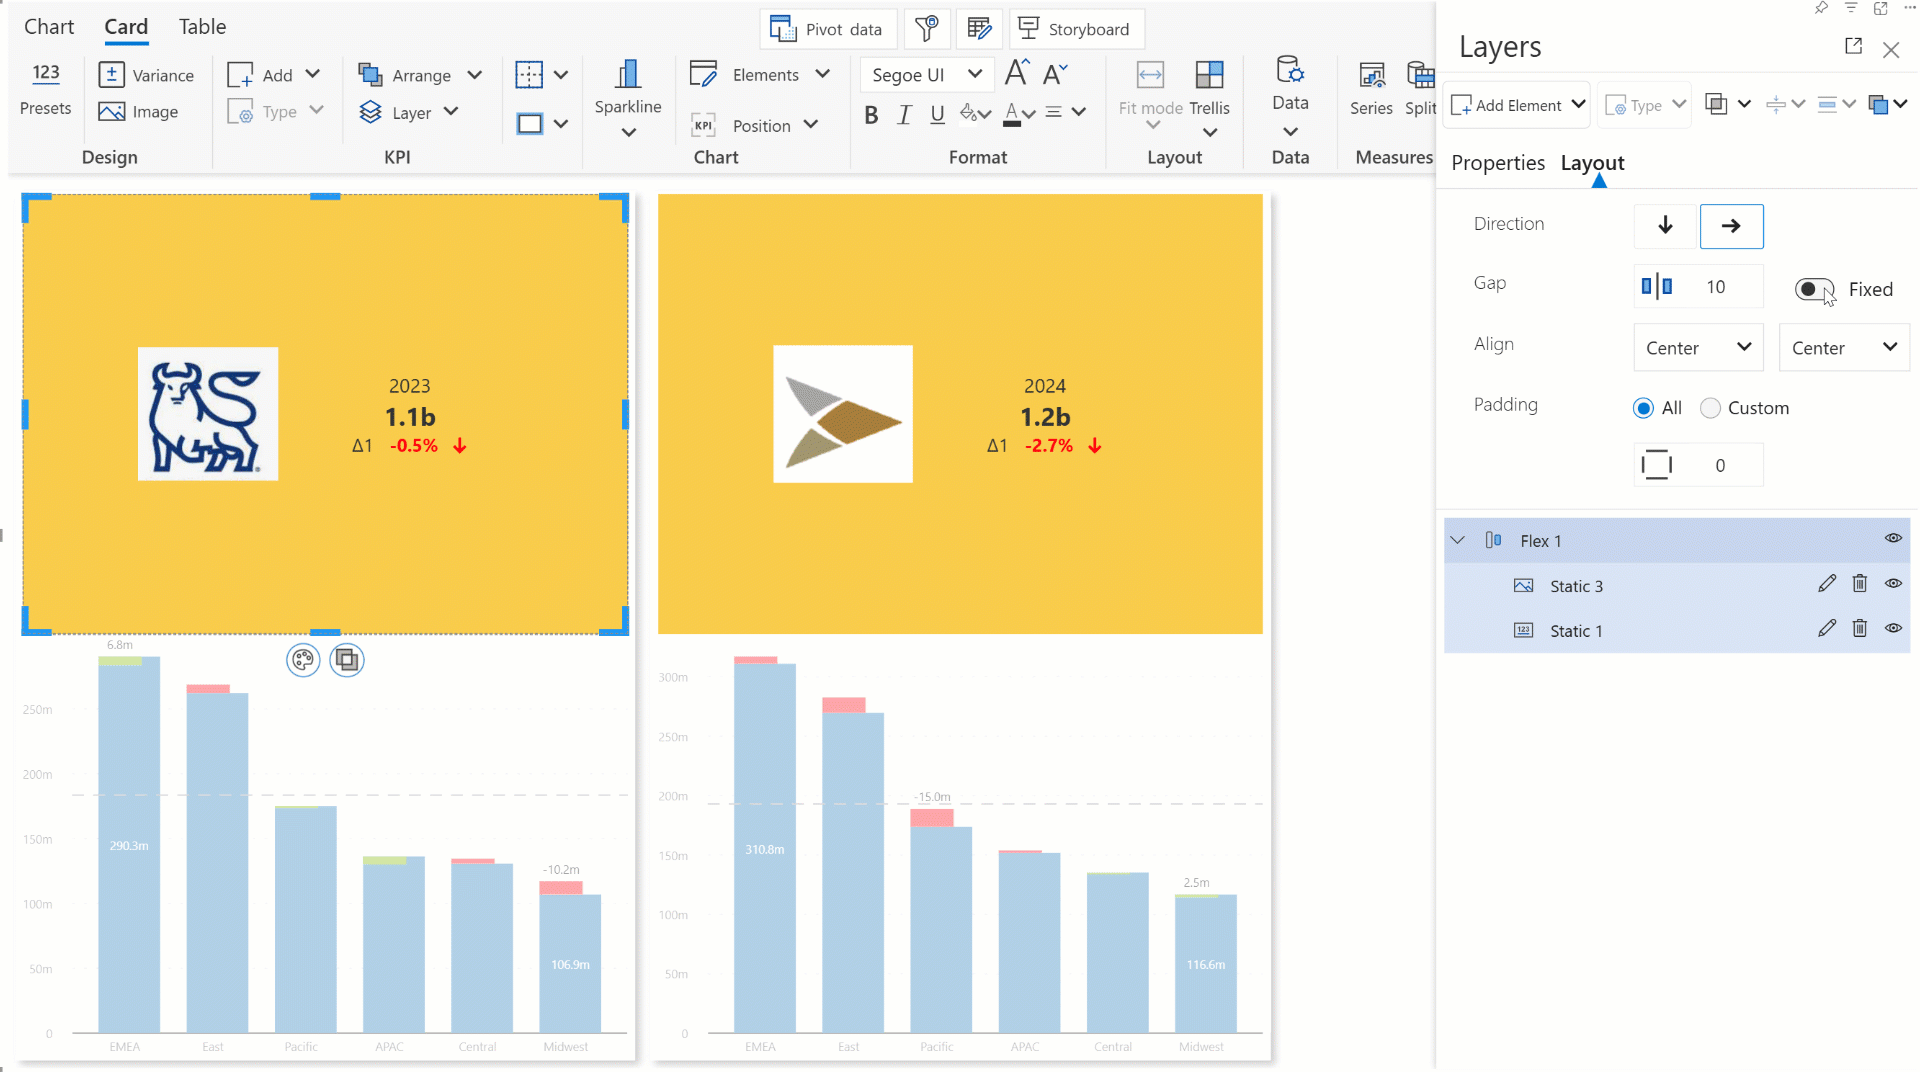 Chart Card Table
Pivot data
Storyboard
123
Presets
Variance
Image
Design
Add
Type
Arrange
Layer
KPI
Sparkline
Elements
KPI
Position
Chart
Segoe UI
A A
B I U A
Format
Fit mode
Trellis
Layout
Data
Data
Series
Split
Measures
2023
1.1b
Δ1 -0.5%
2024
1.2b
Δ1 -2.7%
6.8m
250m
200m
150m
100m
50m
0
290.3m
-10.2m
106.9m
EMEA East Pacific APAC Central Midwest
300m
250m
200m
150m
100m
50m
0
310.8m
-15.0m
2.5m
116.6m
EMEA East Pacific APAC Central Midwest
Layers
Add Element
Type
Properties Layout
Direction
Gap
10
Fixed
Align
Center
Center
Padding
All
Custom
0
Flex 1
Static 3
123
Static 1